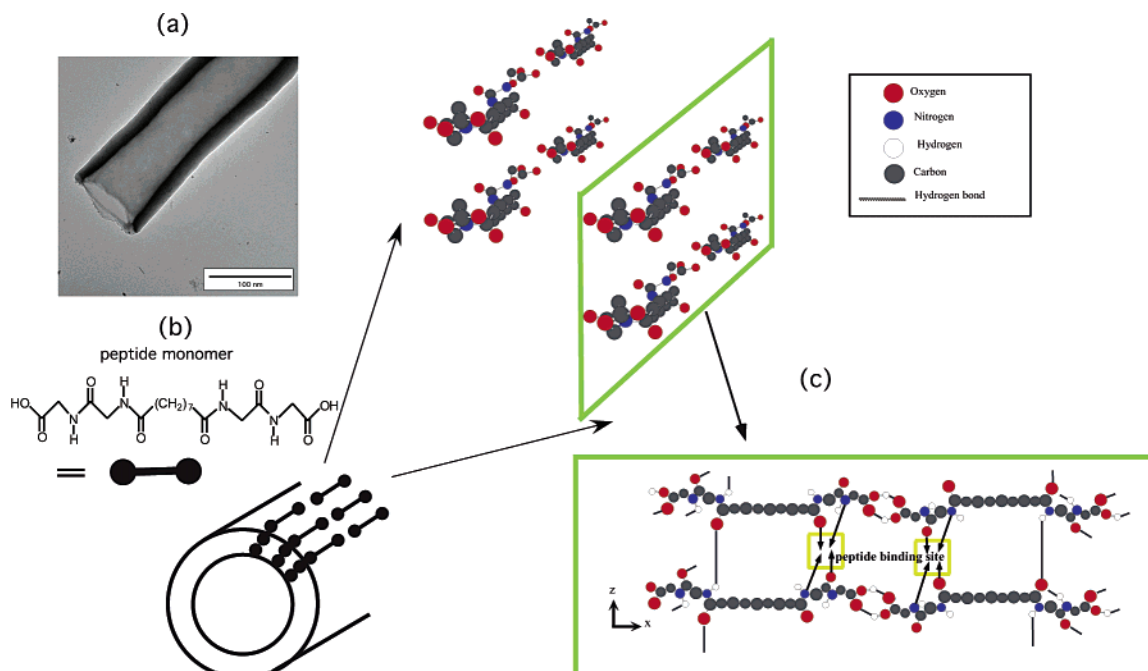 (a)
100 nm
Oxygen
Nitrogen
Hydrogen
Carbon
Hydrogen bond
(b)
peptide monomer
O H H O O
HO N (CH2)7 N OH
N N
O H O O H O
=
(c)
peptide binding site
z
x